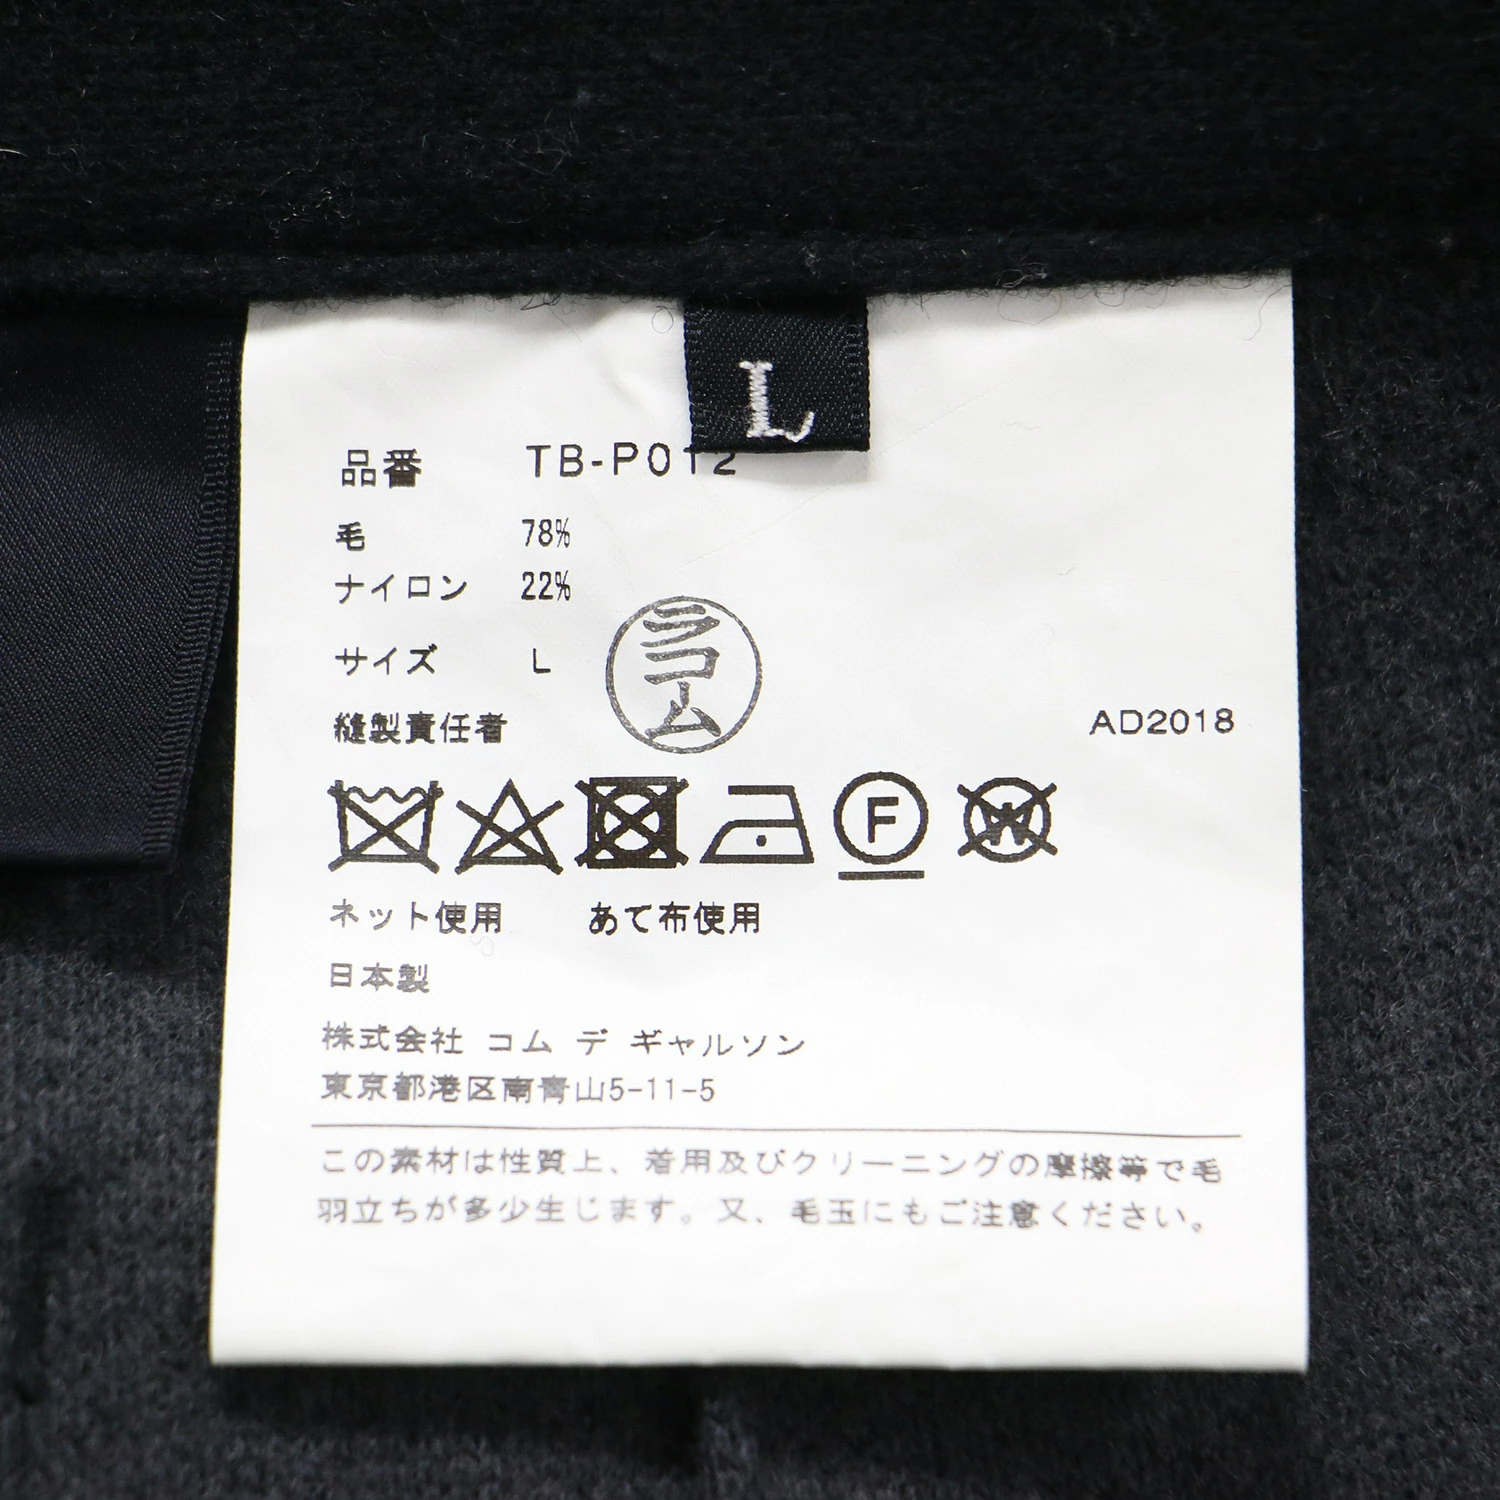 L
品番 TB-P012
毛 78%
ナイロン 22%
サイズ L
ラコム
縫製責任者
AD2018
F
W
ネット使用 あて布使用
日本製
株式会社 コム デ ギャルソン
東京都港区南青山5-11-5
この素材は性質上、着用及びクリーニングの摩擦等で毛
羽立ちが多少生じます。又、毛玉にもご注意ください。